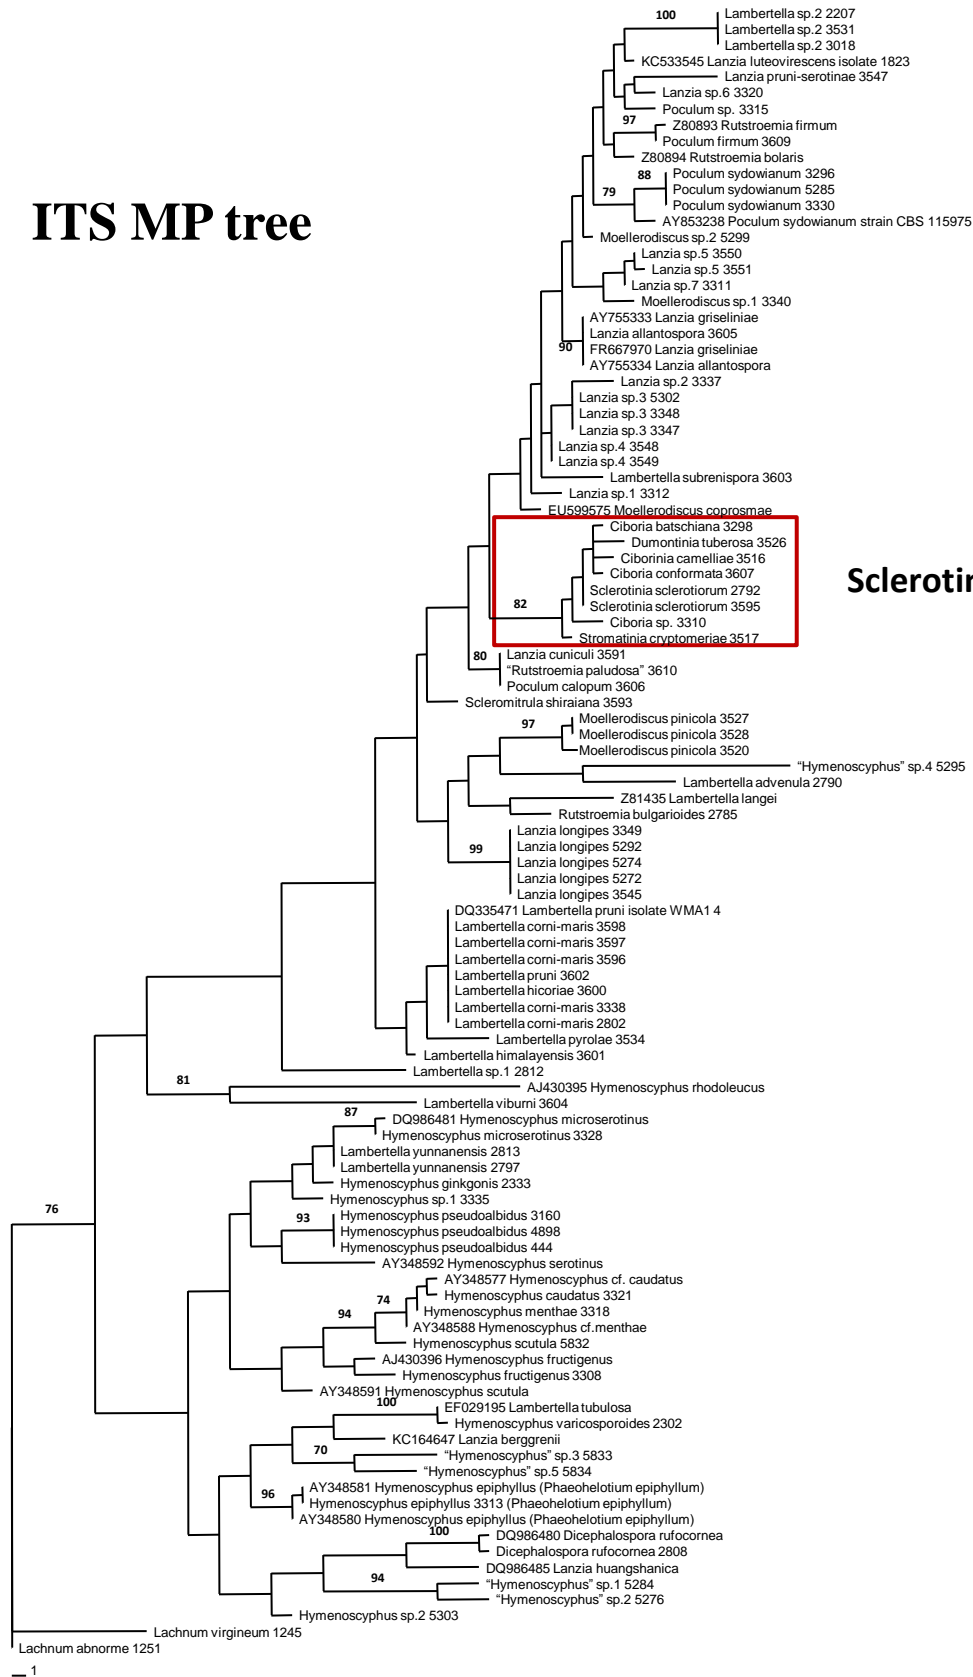 100
Lambertella sp.2 2207
Lambertella sp.2 3531
Lambertella sp.2 3018
KC533545 Lanzia luteovirescens isolate 1823
Lanzia pruni-serotinae 3547
Lanzia sp.6 3320
Poculum sp. 3315
97
Z80893 Rutstroemia firmum
Poculum firmum 3609
Z80894 Rutstroemia bolaris
88
Poculum sydowianum 3296
79
Poculum sydowianum 5285
Poculum sydowianum 3330
AY853238 Poculum sydowianum strain CBS 115975
ITS MP tree
Moellerodiscus sp.2 5299
Lanzia sp.5 3550
Lanzia sp.5 3551
Lanzia sp.7 3311
Moellerodiscus sp.1 3340
AY755333 Lanzia griseliniae
Lanzia allantospora 3605
90
FR667970 Lanzia griseliniae
AY755334 Lanzia allantospora
Lanzia sp.2 3337
Lanzia sp.3 5302
Lanzia sp.3 3348
Lanzia sp.3 3347
Lanzia sp.4 3548
Lanzia sp.4 3549
Lambertella subrenispora 3603
Lanzia sp.1 3312
EU599575 Moellerodiscus coprosmae
Ciboria batschiana 3298
Dumontinia tuberosa 3526
Ciborinia camelliae 3516
Ciboria conformata 3607
Sclerotin
Sclerotinia sclerotiorum 2792
82
Sclerotinia sclerotiorum 3595
Ciboria sp. 3310
Stromatinia cryptomeriae 3517
80
Lanzia cuniculi 3591
“Rutstroemia paludosa” 3610
Poculum calopum 3606
Scleromitrula shiraiana 3593
97
Moellerodiscus pinicola 3527
Moellerodiscus pinicola 3528
Moellerodiscus pinicola 3520
“Hymenoscyphus” sp.4 5295
Lambertella advenula 2790
Z81435 Lambertella langei
Rutstroemia bulgarioides 2785
Lanzia longipes 3349
99
Lanzia longipes 5292
Lanzia longipes 5274
Lanzia longipes 5272
Lanzia longipes 3545
DQ335471 Lambertella pruni isolate WMA1 4
Lambertella corni-maris 3598
Lambertella corni-maris 3597
Lambertella corni-maris 3596
Lambertella pruni 3602
Lambertella hicoriae 3600
Lambertella corni-maris 3338
Lambertella corni-maris 2802
Lambertella pyrolae 3534
Lambertella himalayensis 3601
Lambertella sp.1 2812
81
AJ430395 Hymenoscyphus rhodoleucus
Lambertella viburni 3604
87
DQ986481 Hymenoscyphus microserotinus
Hymenoscyphus microserotinus 3328
Lambertella yunnanensis 2813
Lambertella yunnanensis 2797
Hymenoscyphus ginkgonis 2333
Hymenoscyphus sp.1 3335
76
93
Hymenoscyphus pseudoalbidus 3160
Hymenoscyphus pseudoalbidus 4898
Hymenoscyphus pseudoalbidus 444
AY348592 Hymenoscyphus serotinus
AY348577 Hymenoscyphus cf. caudatus
74
Hymenoscyphus caudatus 3321
94
Hymenoscyphus menthae 3318
AY348588 Hymenoscyphus cf.menthae
Hymenoscyphus scutula 5832
AJ430396 Hymenoscyphus fructigenus
Hymenoscyphus fructigenus 3308
AY348591 Hymenoscyphus scutula
100
EF029195 Lambertella tubulosa
Hymenoscyphus varicosporoides 2302
KC164647 Lanzia berggrenii
70
“Hymenoscyphus” sp.3 5833
“Hymenoscyphus” sp.5 5834
96
AY348581 Hymenoscyphus epiphyllus (Phaeohelotium epiphyllum)
Hymenoscyphus epiphyllus 3313 (Phaeohelotium epiphyllum)
AY348580 Hymenoscyphus epiphyllus (Phaeohelotium epiphyllum)
100
DQ986480 Dicephalospora rufocornea
Dicephalospora rufocornea 2808
DQ986485 Lanzia huangshanica
94
“Hymenoscyphus” sp.1 5284
“Hymenoscyphus” sp.2 5276
Hymenoscyphus sp.2 5303
Lachnum virgineum 1245
Lachnum abnorme 1251
1